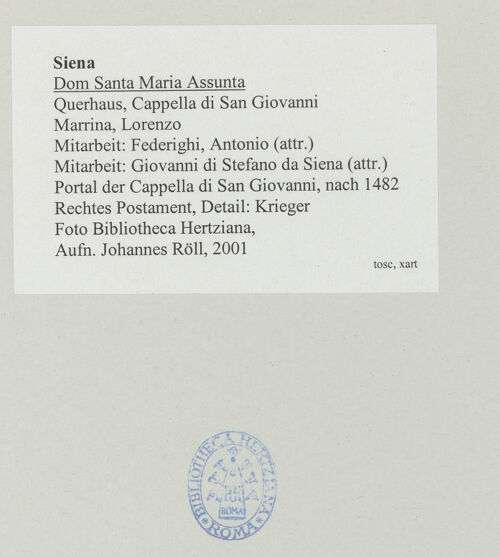 Siena
Dom Santa Maria Assunta
Querhaus, Cappella di San Giovanni
Marrina, Lorenzo
Mitarbeit: Federighi, Antonio (attr.)
Mitarbeit: Giovanni di Stefano da Siena (attr.)
Portal der Cappella di San Giovanni, nach 1482
Rechtes Postament, Detail: Krieger
Foto Bibliotheca Hertziana,
Aufn. Johannes Röll, 2001
tosc, xart
BIBLIOTHECA HERTZIANA
ROMA
* ROMA *